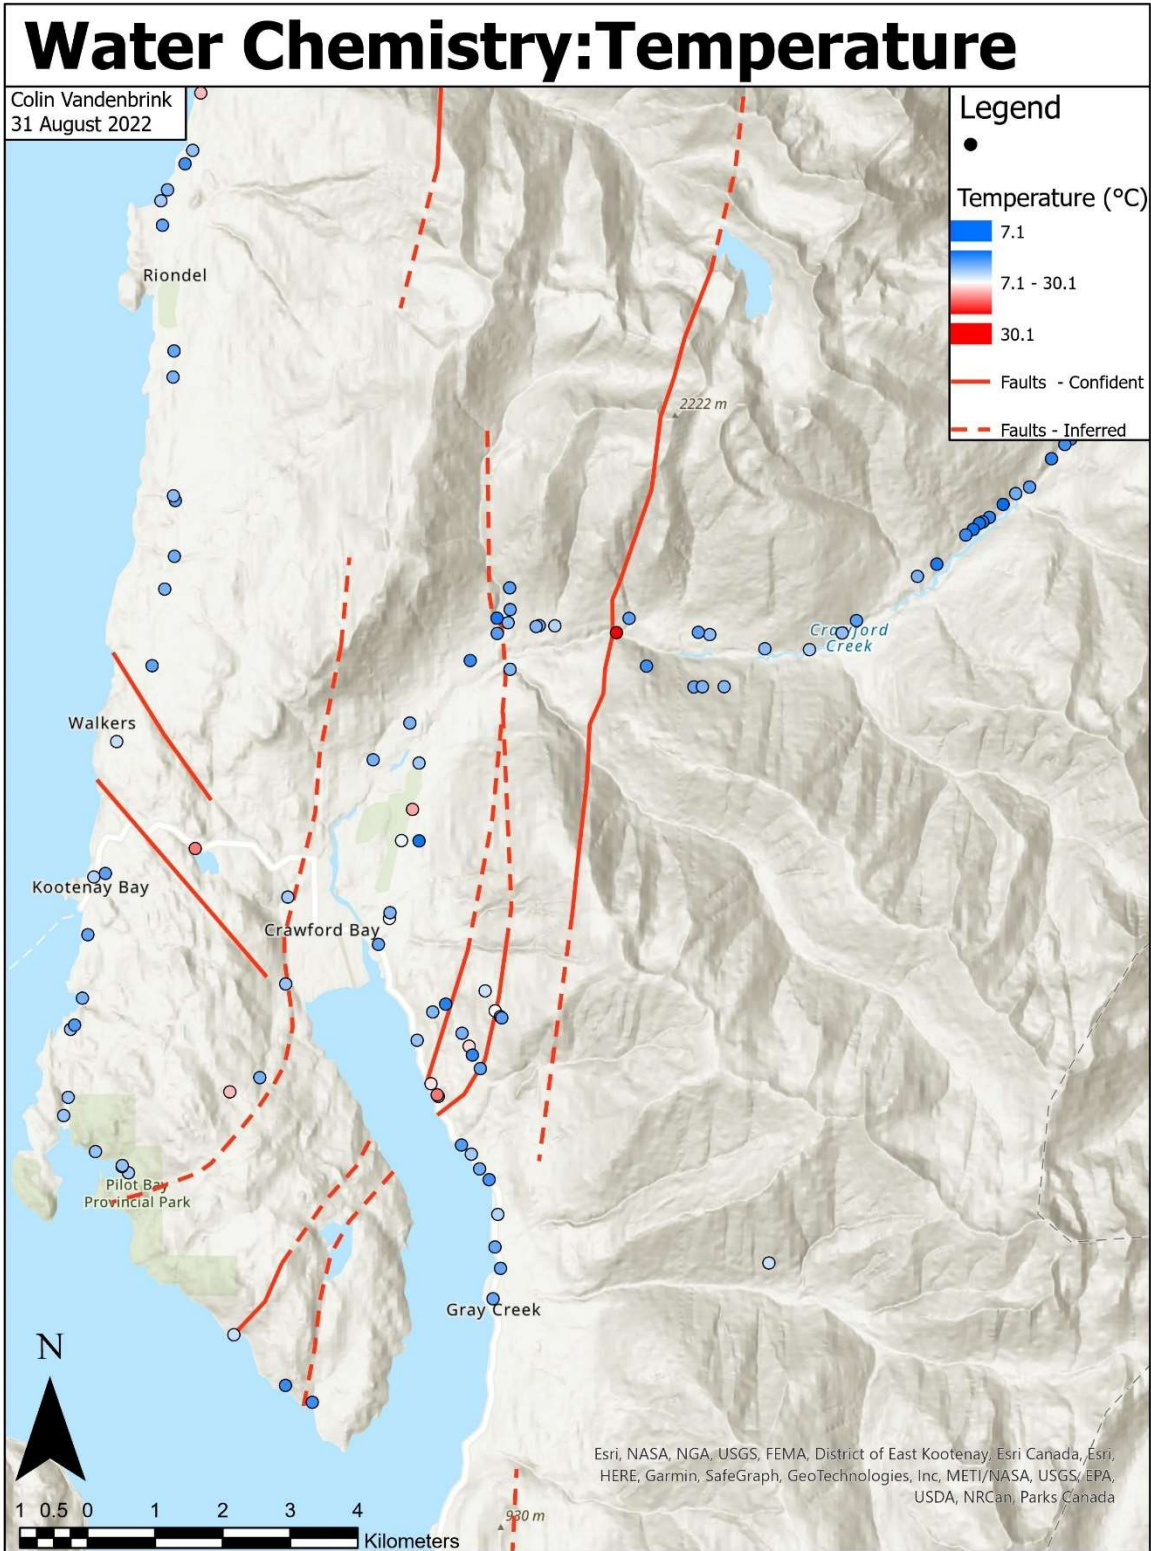 Water Chemistry:Temperature
Colin Vandenbrink
31 August 2022
Legend
Temperature (°C)
7.1
7.1 - 30.1
30.1
Faults - Confident
Faults - Inferred
Riondel
2222 m
Crawford
Creek
Walkers
Kootenay Bay
Crawford Bay
Pilot Bay
Provincial Park
Gray Creek
N
930 m
Esri, NASA, NGA, USGS, FEMA, District of East Kootenay, Esri Canada, Esri,
HERE, Garmin, SafeGraph, GeoTechnologies, Inc, METI/NASA, USGS, EPA,
USDA, NRCan, Parks Canada
1 0.5 0 1 2 3 4
Kilometers